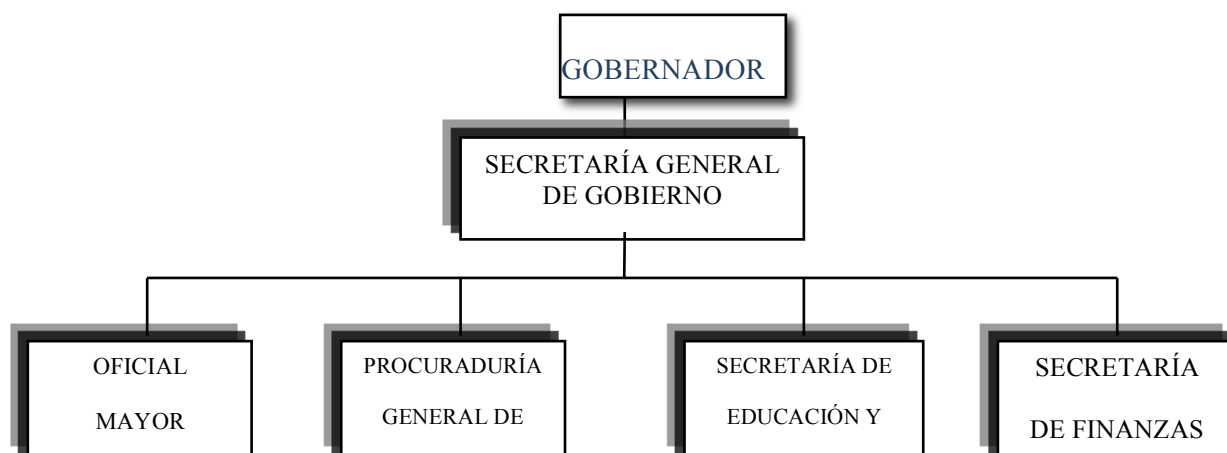 GOBERNADOR
SECRETARÍA GENERAL
DE GOBIERNO
OFICIAL
MAYOR
PROCURADURÍA
GENERAL DE
SECRETARÍA DE
EDUCACIÓN Y
SECRETARÍA
DE FINANZAS